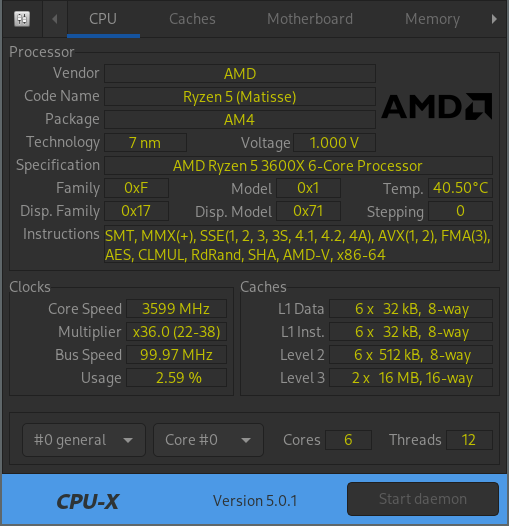 CPU Caches Motherboard Memory
Processor
Vendor AMD
Code Name Ryzen 5 (Matisse)
AMD
Package AM4
Technology 7 nm Voltage 1.000 V
Specification AMD Ryzen 5 3600X 6-Core Processor
Family 0xF Model 0x1 Temp. 40.50°C
Disp. Family 0x17 Disp. Model 0x71 Stepping 0
Instructions SMT, MMX(+), SSE(1, 2, 3, 3S, 4.1, 4.2, 4A), AVX(1, 2), FMA(3),
AES, CLMUL, RdRand, SHA, AMD-V, x86-64
Clocks Caches
Core Speed 3599 MHz L1 Data 6 x 32 kB, 8-way
Multiplier x36.0 (22-38) L1 Inst. 6 x 32 kB, 8-way
Bus Speed 99.97 MHz Level 2 6 x 512 kB, 8-way
Usage 2.59 % Level 3 2 x 16 MB, 16-way
#0 general Core #0 Cores 6 Threads 12
CPU-X Version 5.0.1 Start daemon